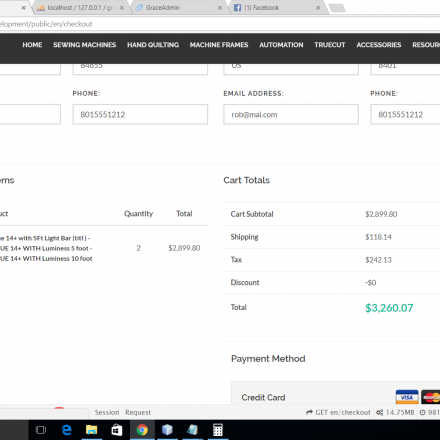 localhost / 127.0.0.1 / g
GraceAdmin
(1) Facebook
elopment/public/en/checkout
HOME SEWING MACHINES HAND QUILTING MACHINE FRAMES AUTOMATION TRUECUT ACCESSORIES RESOUR
84655 US 8401
PHONE: EMAIL ADDRESS: PHONE:
8015551212 rob@mai.com 8015551212
ems Cart Totals
uct Quantity Total
e 14+ with 5Ft Light Bar (titl) -
UE 14+ WITH Luminess 5 foot -
UE 14+ WITH Luminess 10 foot
2 $2,899.80
Cart Subtotal $2,899.80
Shipping $118.14
Tax $242.13
Discount -$0
Total $3,260.07
Payment Method
Credit Card VISA
Session Request GET en/checkout 14.75MB 981